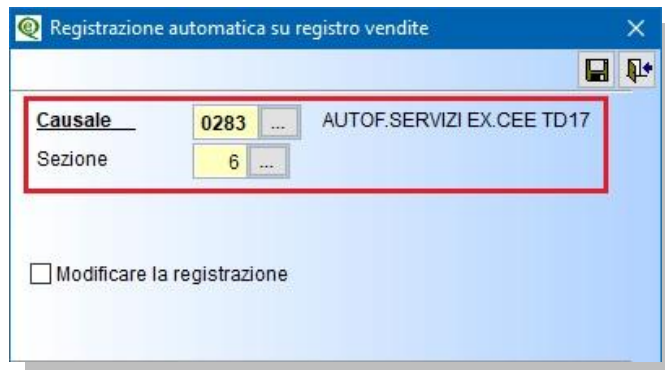 Registrazione automatica su registro vendite
Causale 0283 ... AUTOF.SERVIZI EX.CEE TD17
Sezione 6 ...
Modificare la registrazione